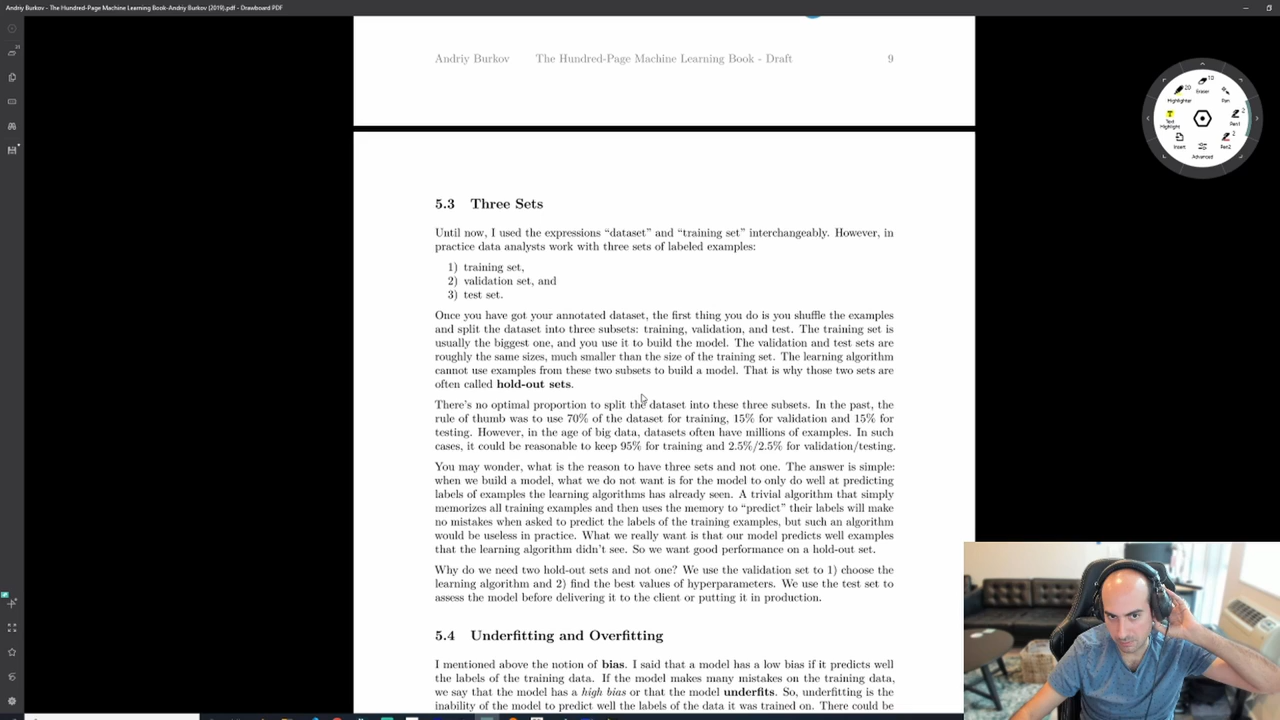 Andriy Burkov - The Hundred-Page Machine Learning Book-Andriy Burkov (2019).pdf - Drawboard PDF
Andriy Burkov The Hundred-Page Machine Learning Book - Draft 9
20
10
Highlighter
Eraser
Pen
T
Text Highlight
2
Pen1
Insert
2
Pen2
Advanced
5.3 Three Sets
Until now, I used the expressions “dataset” and “training set” interchangeably. However, in
practice data analysts work with three sets of labeled examples:
1) training set,
2) validation set, and
3) test set.
Once you have got your annotated dataset, the first thing you do is you shuffle the examples
and split the dataset into three subsets: training, validation, and test. The training set is
usually the biggest one, and you use it to build the model. The validation and test sets are
roughly the same sizes, much smaller than the size of the training set. The learning algorithm
cannot use examples from these two subsets to build a model. That is why those two sets are
often called hold-out sets.
There’s no optimal proportion to split the dataset into these three subsets. In the past, the
rule of thumb was to use 70% of the dataset for training, 15% for validation and 15% for
testing. However, in the age of big data, datasets often have millions of examples. In such
cases, it could be reasonable to keep 95% for training and 2.5%/2.5% for validation/testing.
You may wonder, what is the reason to have three sets and not one. The answer is simple:
when we build a model, what we do not want is for the model to only do well at predicting
labels of examples the learning algorithms has already seen. A trivial algorithm that simply
memorizes all training examples and then uses the memory to “predict” their labels will make
no mistakes when asked to predict the labels of the training examples, but such an algorithm
would be useless in practice. What we really want is that our model predicts well examples
that the learning algorithm didn’t see. So we want good performance on a hold-out set.
Why do we need two hold-out sets and not one? We use the validation set to 1) choose the
learning algorithm and 2) find the best values of hyperparameters. We use the test set to
assess the model before delivering it to the client or putting it in production.
5.4 Underfitting and Overfitting
I mentioned above the notion of bias. I said that a model has a low bias if it predicts well
the labels of the training data. If the model makes many mistakes on the training data,
we say that the model has a high bias or that the model underfits. So, underfitting is the
inability of the model to predict well the labels of the data it was trained on. There could be